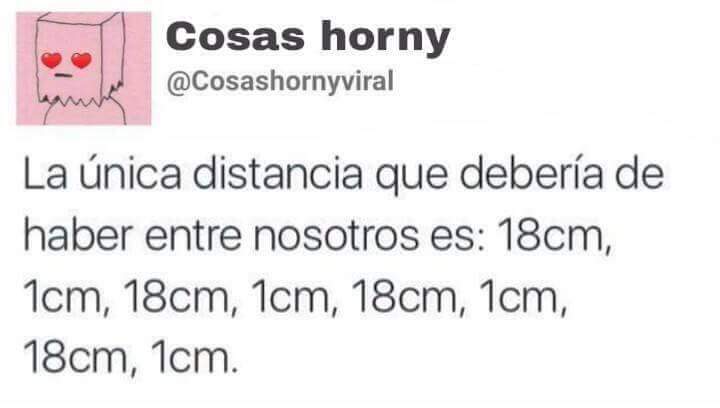 Cosas horny
@Cosashornyviral
La única distancia que debería de
haber entre nosotros es: 18cm,
1cm, 18cm, 1cm, 18cm, 1cm,
18cm, 1cm.